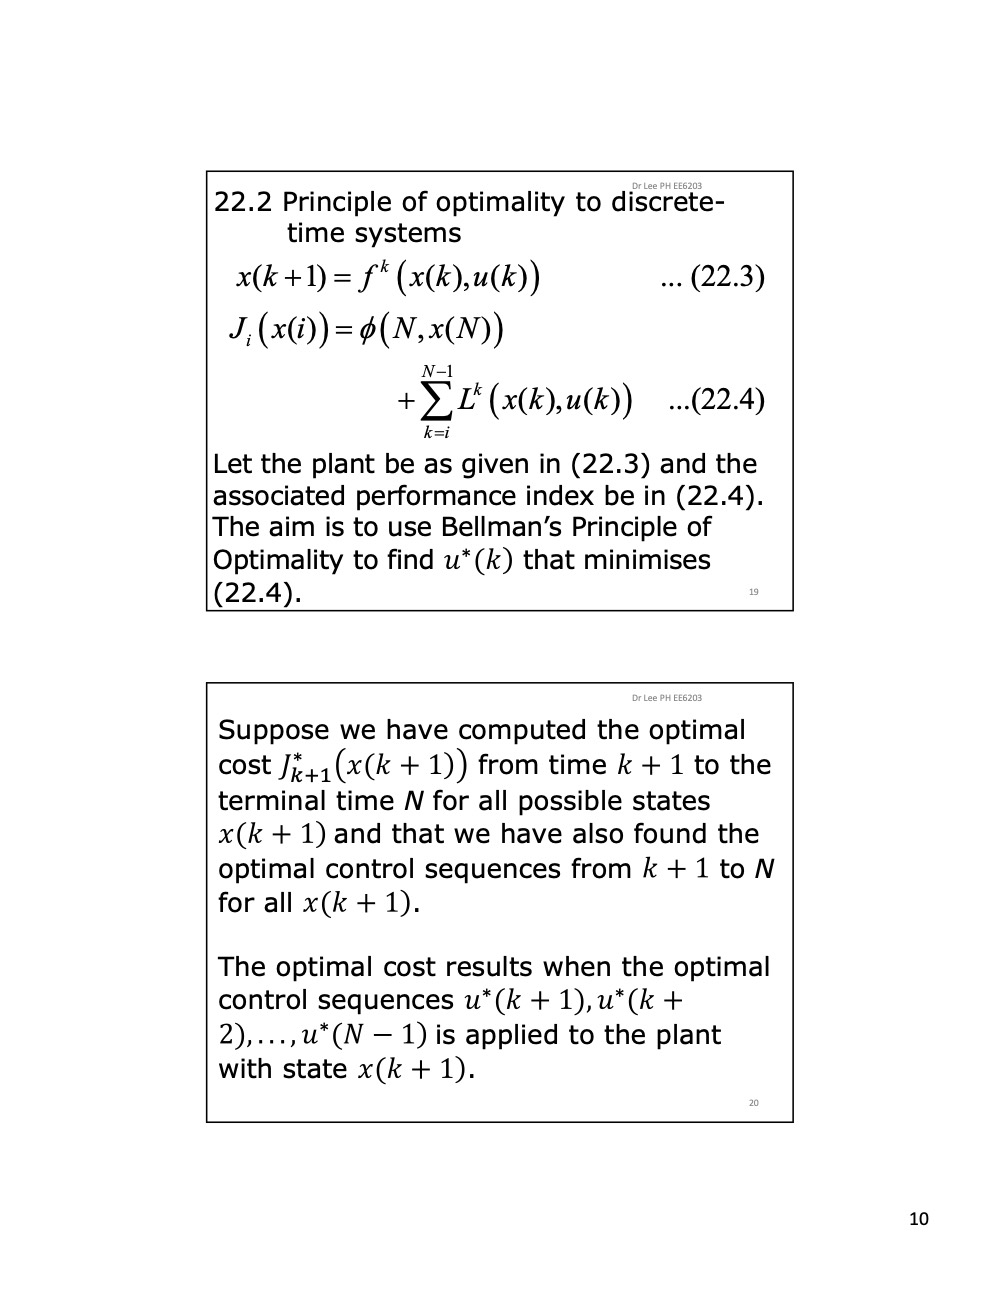 Dr Lee PH EE6203
22.2 Principle of optimality to discrete-
time systems
x(k+1) = f^k (x(k),u(k)) ... (22.3)
J_i (x(i)) = ϕ(N,x(N))
+ ∑_{k=i}^{N−1} L^k (x(k),u(k)) ...(22.4)
Let the plant be as given in (22.3) and the
associated performance index be in (22.4).
The aim is to use Bellman’s Principle of
Optimality to find u*(k) that minimises
(22.4).
19
Dr Lee PH EE6203
Suppose we have computed the optimal
cost J*_{k+1}(x(k + 1)) from time k + 1 to the
terminal time N for all possible states
x(k + 1) and that we have also found the
optimal control sequences from k + 1 to N
for all x(k + 1).
The optimal cost results when the optimal
control sequences u*(k + 1), u*(k +
2), . . . , u*(N − 1) is applied to the plant
with state x(k + 1).
20
10